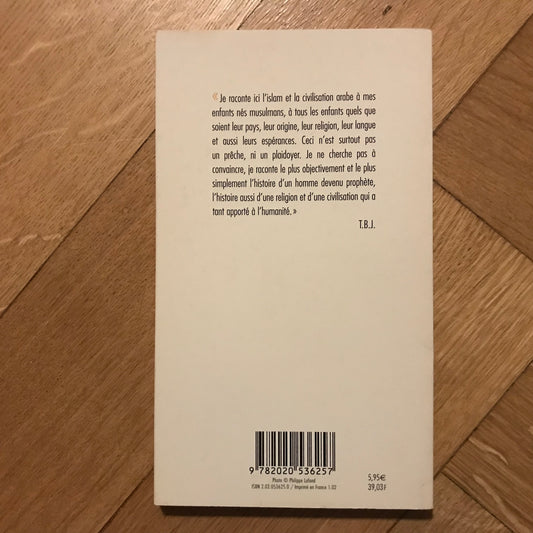 « Je raconte ici l'islam et la civilisation arabe à mes
enfants nés musulmans, à tous les enfants quels que
soient leur pays, leur origine, leur religion, leur langue
et aussi leurs espérances. Ceci n'est surtout pas
un prêche, ni un plaidoyer. Je ne cherche pas à
convaincre, je raconte le plus objectivement et le plus
simplement l'histoire d'un homme devenu prophète,
l'histoire aussi d'une religion et d'une civilisation qui a
tant apporté à l'humanité. »
T.B.J.
9 782020 536257
Photo © Philippe Lafond
ISBN 2.02.053625.0 / Imprimé en France 1.02
5,95€
39,03F